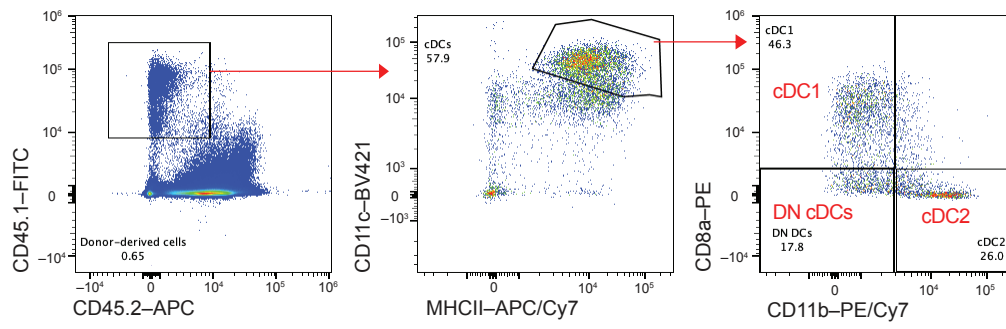 10⁶
10⁵
10⁴
0
–10⁴
CD45.1–FITC
Donor–derived cells
0.65
–10⁴
0
10⁴
10⁵
10⁶
CD45.2–APC
10⁵
10⁴
10³
0
–10³
CD11c–BV421
cDCs
57.9
0
10³
10⁴
10⁵
MHCII–APC/Cy7
10⁶
10⁵
10⁴
0
–10⁴
CD8a–PE
cDC1
46.3
cDC1
DN cDCs
DN DCs
17.8
cDC2
cDC2
26.0
0
10⁴
10⁵
CD11b–PE/Cy7